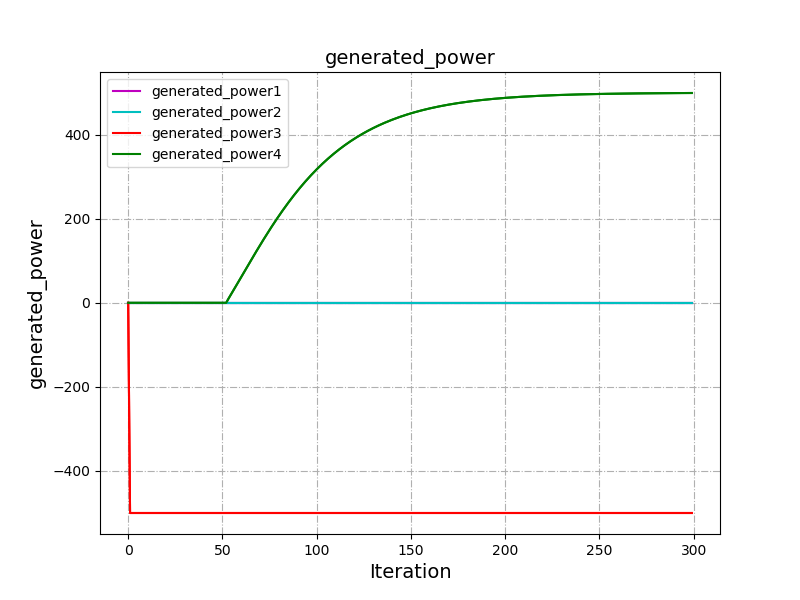 generated_power
generated_power1
generated_power2
generated_power3
generated_power4
generated_power
400
200
0
−200
−400
0
50
100
150
200
250
300
Iteration